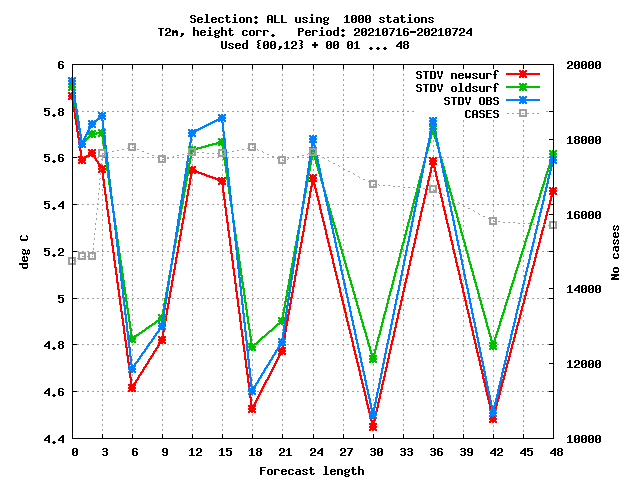 Selection: ALL using  1000 stations
T2m, height corr.   Period: 20210716-20210724
Used {00,12} + 00 01 ... 48
STDV newsurf
STDV oldsurf
STDV OBS
CASES
6
5.8
5.6
5.4
5.2
5
4.8
4.6
4.4
deg C
20000
18000
16000
14000
12000
10000
No cases
0 3 6 9 12 15 18 21 24 27 30 33 36 39 42 45 48
Forecast length